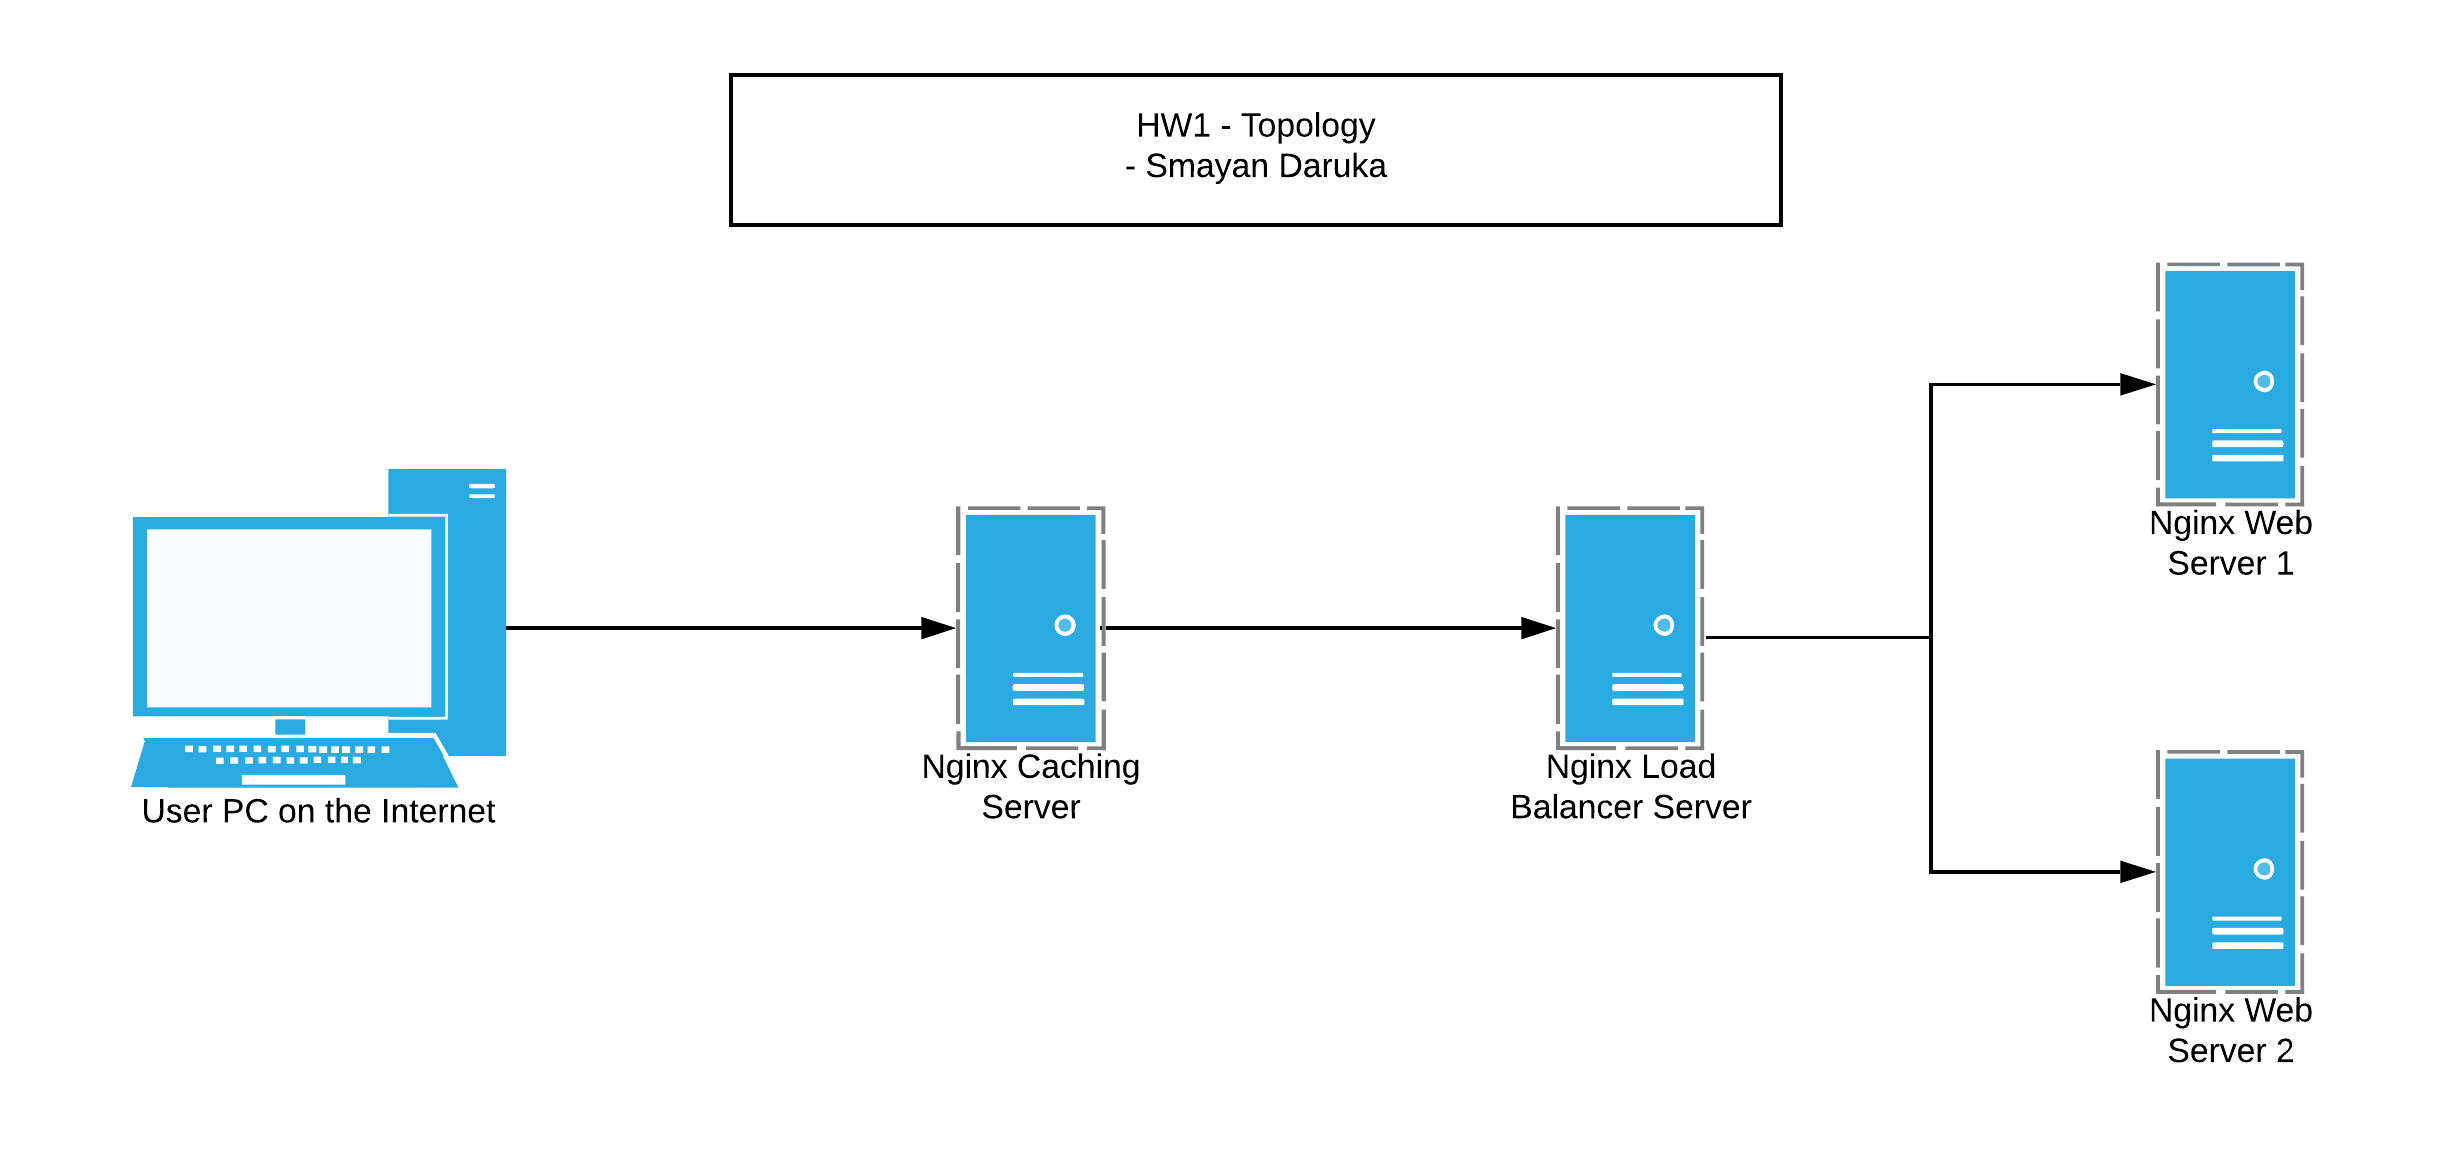 HW1 - Topology
- Smayan Daruka
Nginx Web
Server 1
User PC on the Internet
Nginx Caching
Server
Nginx Load
Balancer Server
Nginx Web
Server 2